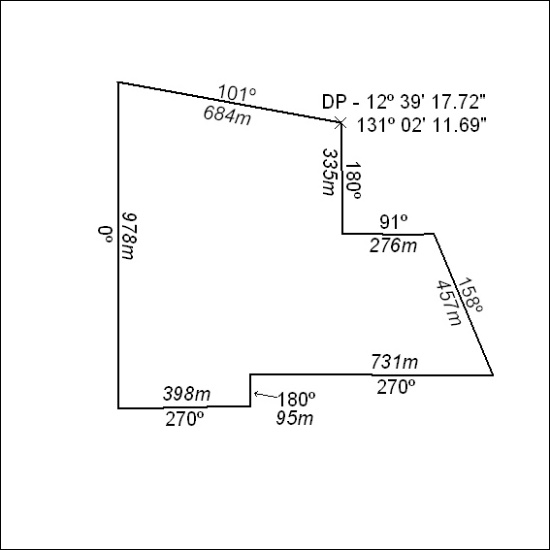 101º
684m
DP - 12º 39' 17.72"
131º 02' 11.69"
335m
180º
978m
0º
91º
276m
158º
457m
731m
270º
398m
270º
180º
95m